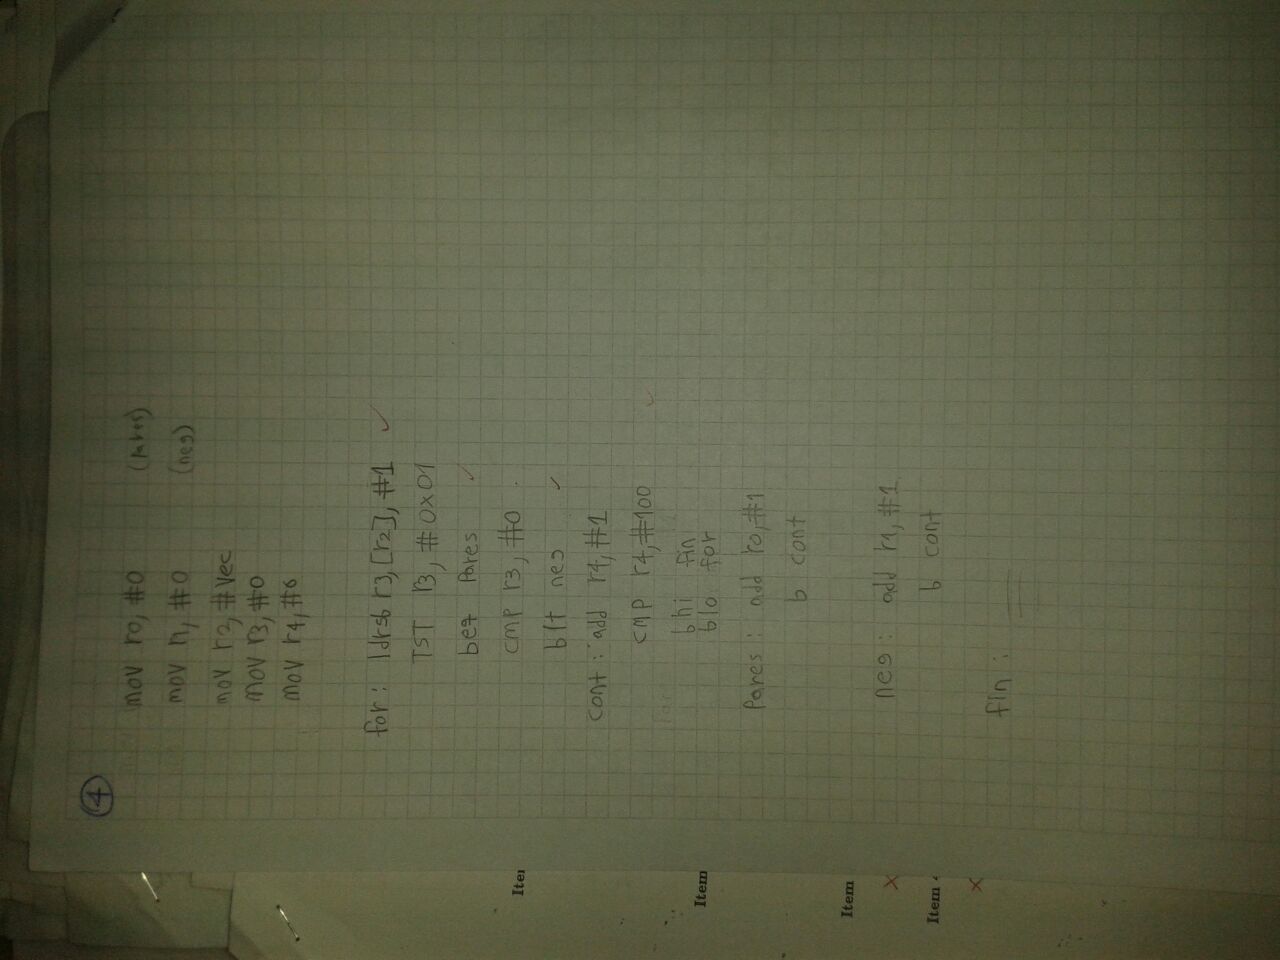 4
mov r0, #0 (Pares)
mov r1, #0 (neg)
mov r2, #Vec
mov r3, #0
mov r4, #0
for: ldrsb r3,[r2], #1
TST r3, #0x01
beq Pares
cmp r3, #0
blt neg
cont: add r4, #1
cmp r4, #100
bhi fin
blo for
Pares: add r0, #1
b cont
neg: add r1, #1
b cont
fin:
Item
Item
Item
Item